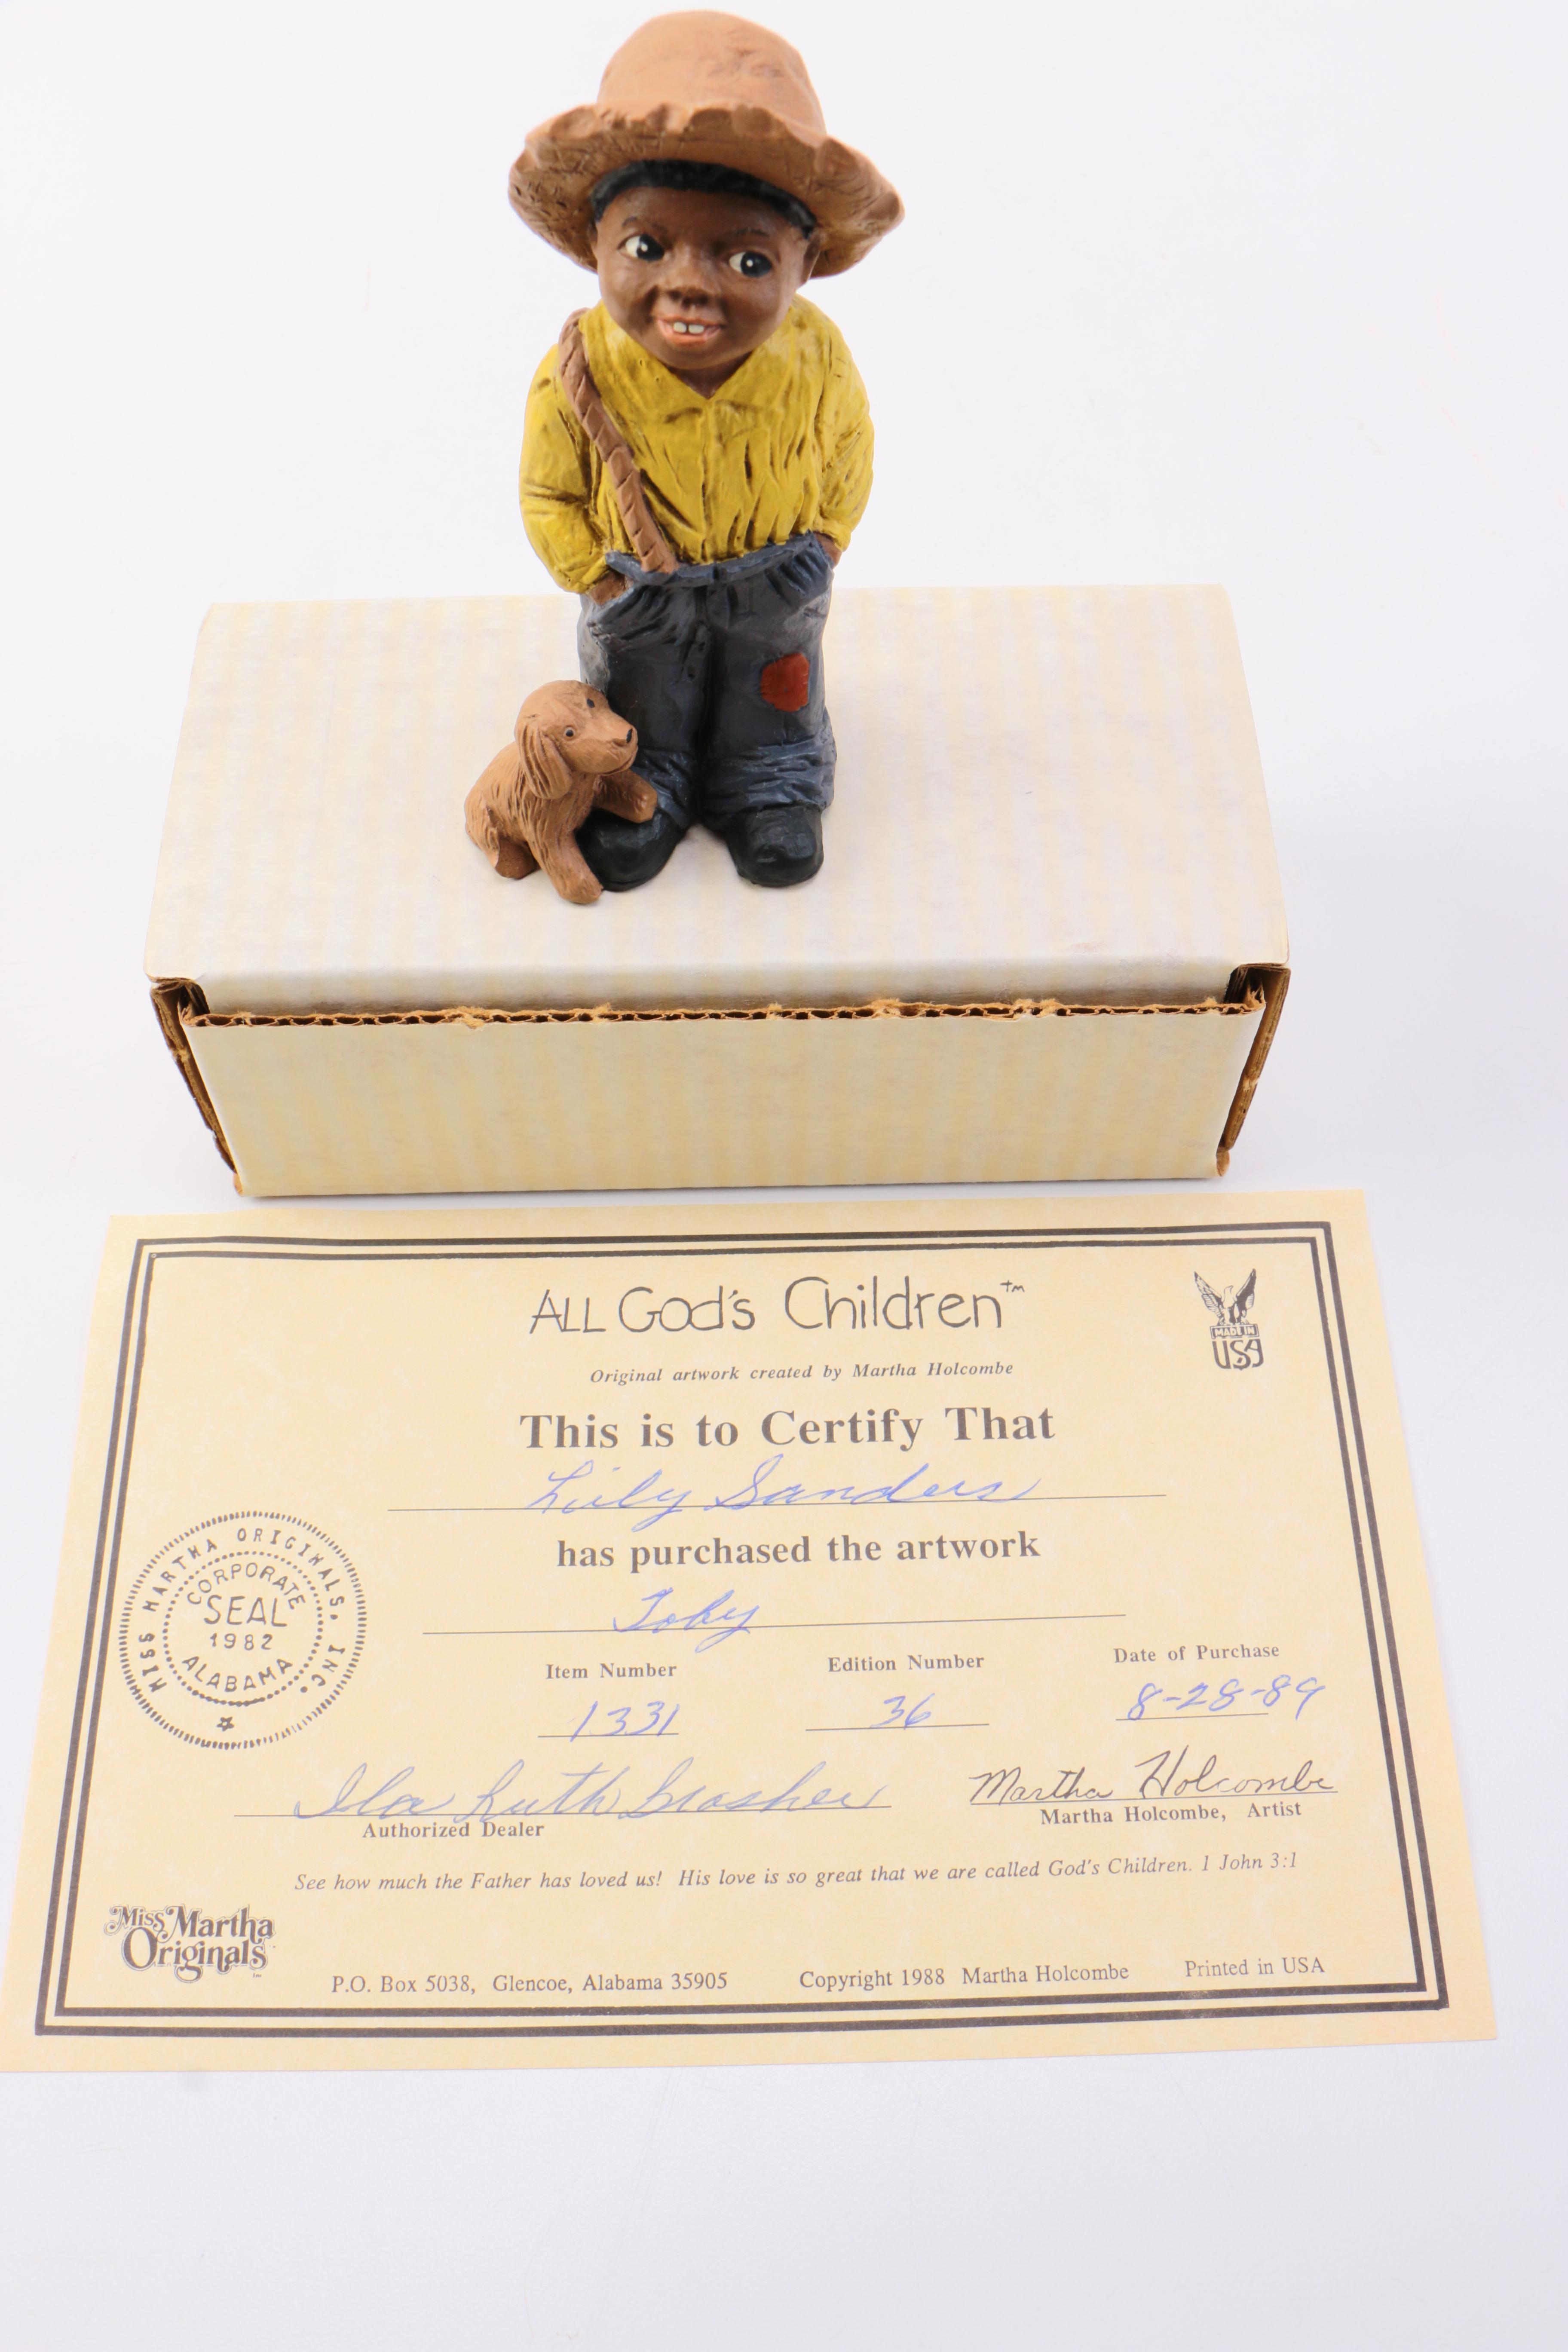 ALL God's Children™
MADE IN
USA
Original artwork created by Martha Holcombe
This is to Certify That
Lily Sanders
has purchased the artwork
Toby
MISS MARTHA ORIGINALS, INC.
CORPORATE
SEAL
1982
ALABAMA
Item Number
Edition Number
Date of Purchase
1331
36
8-28-89
Ila Ruth Brasher
Martha Holcombe
Authorized Dealer
Martha Holcombe, Artist
See how much the Father has loved us! His love is so great that we are called God's Children. 1 John 3:1
Miss Martha
Originals
P.O. Box 5038, Glencoe, Alabama 35905
Copyright 1988 Martha Holcombe
Printed in USA